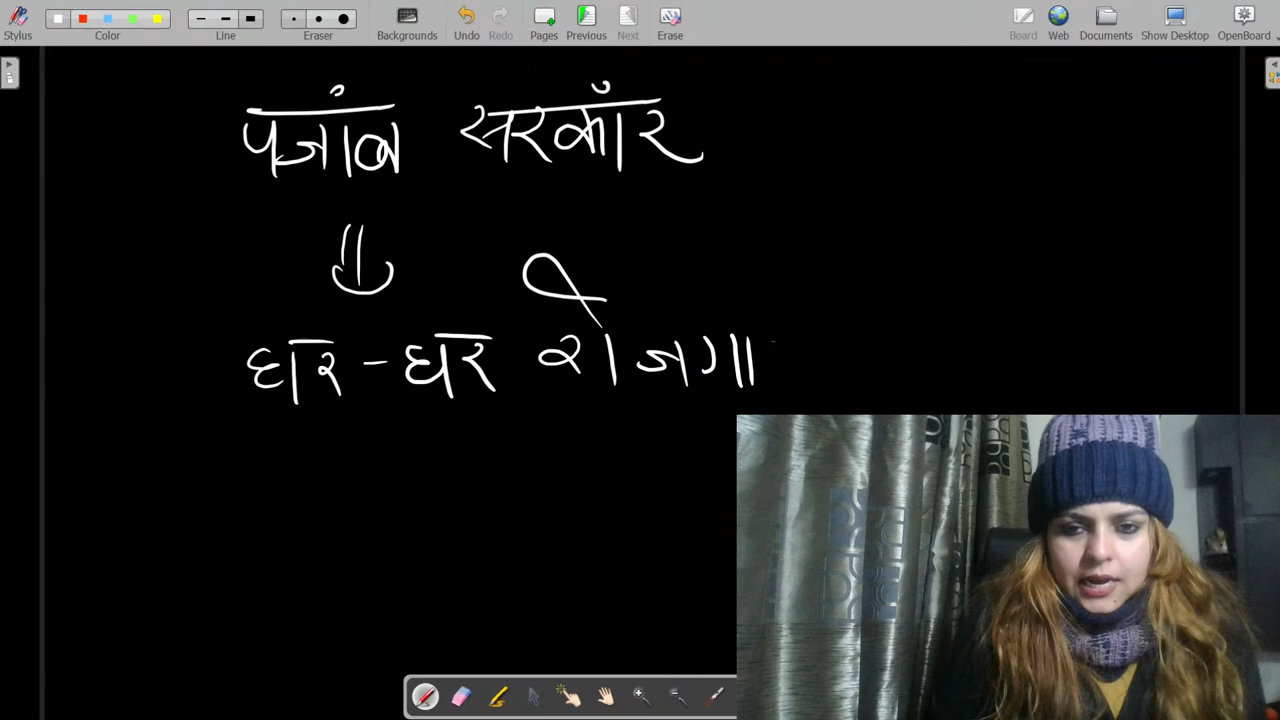 Stylus Color Line Eraser Backgrounds Undo Redo Pages Previous Next Erase Board Web Documents Show Desktop OpenBoard
पंजाब सरकार
घर - घर रोजगा